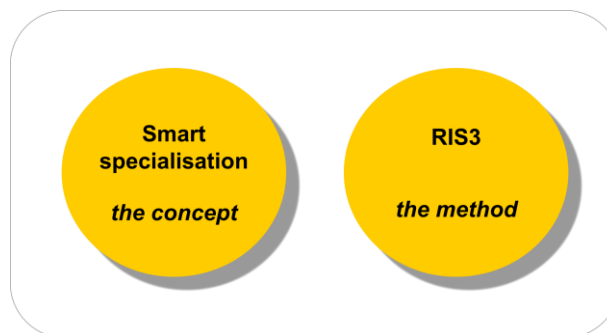 Smart
specialisation
the concept
RIS3
the method